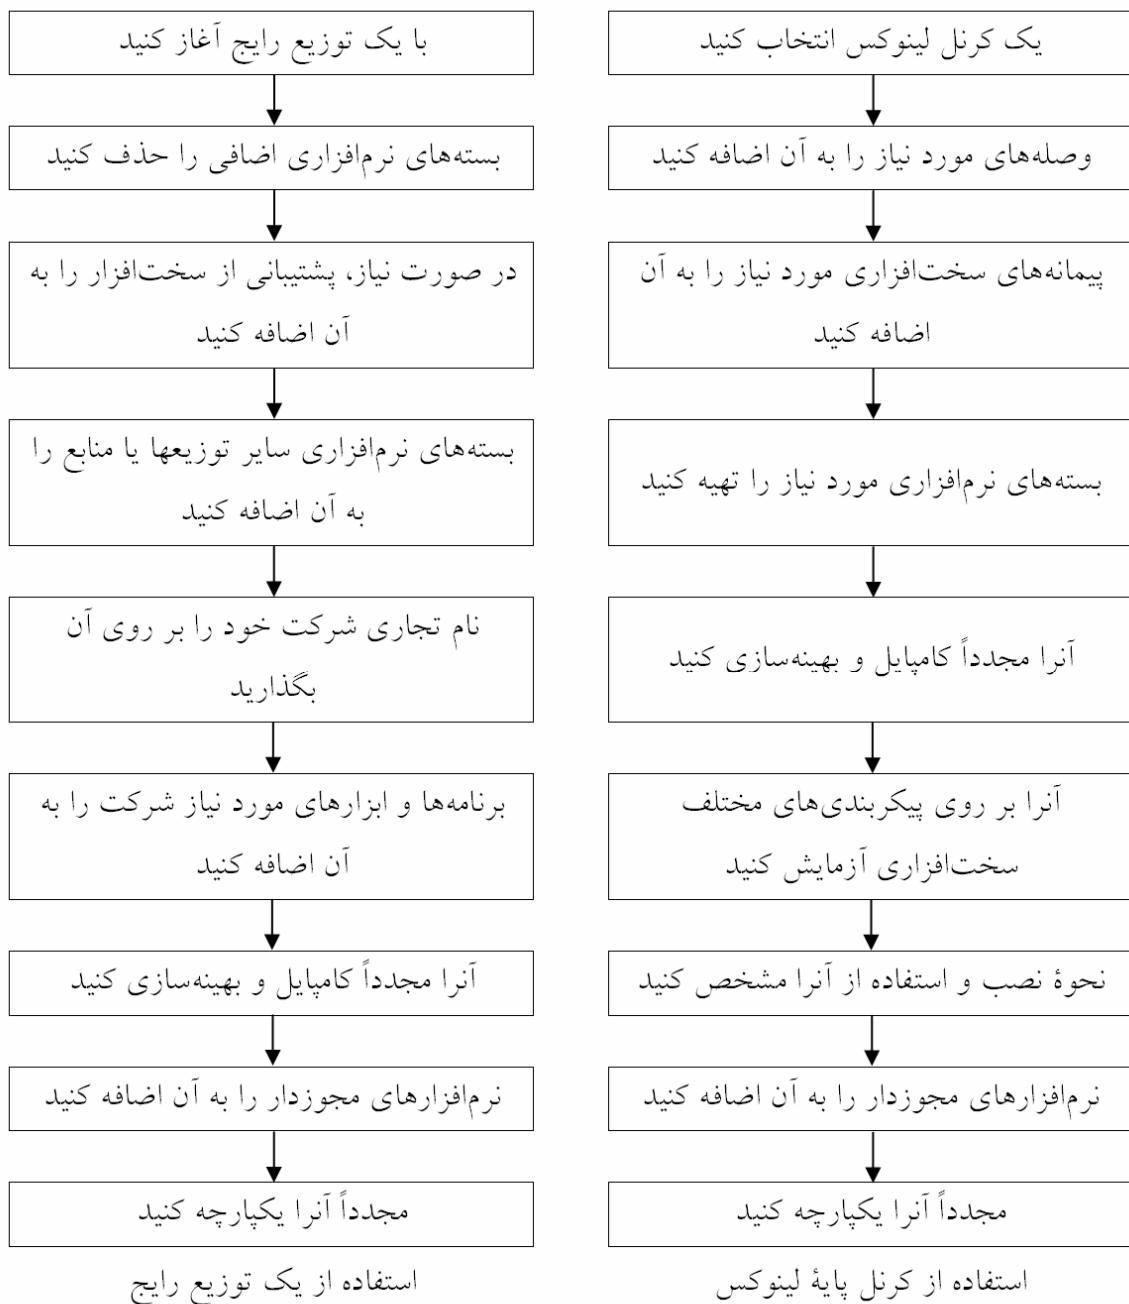 یک کرنل لینوکس انتخاب کنید
وصله‌های مورد نیاز را به آن اضافه کنید
پیمانه‌های سخت‌افزاری مورد نیاز را به آن
اضافه کنید
بسته‌های نرم‌افزاری مورد نیاز را تهیه کنید
آنرا مجدداً کامپایل و بهینه‌سازی کنید
آنرا بر روی پیکربندی‌های مختلف
سخت‌افزاری آزمایش کنید
نحوۀ نصب و استفاده از آنرا مشخص کنید
نرم‌افزارهای مجوزدار را به آن اضافه کنید
مجدداً آنرا یکپارچه کنید
استفاده از کرنل پایۀ لینوکس
با یک توزیع رایج آغاز کنید
بسته‌های نرم‌افزاری اضافی را حذف کنید
در صورت نیاز، پشتیبانی از سخت‌افزار را به
آن اضافه کنید
بسته‌های نرم‌افزاری سایر توزیعها یا منابع را
به آن اضافه کنید
نام تجاری شرکت خود را بر روی آن
بگذارید
برنامه‌ها و ابزارهای مورد نیاز شرکت را به
آن اضافه کنید
آنرا مجدداً کامپایل و بهینه‌سازی کنید
نرم‌افزارهای مجوزدار را به آن اضافه کنید
مجدداً آنرا یکپارچه کنید
استفاده از یک توزیع رایج